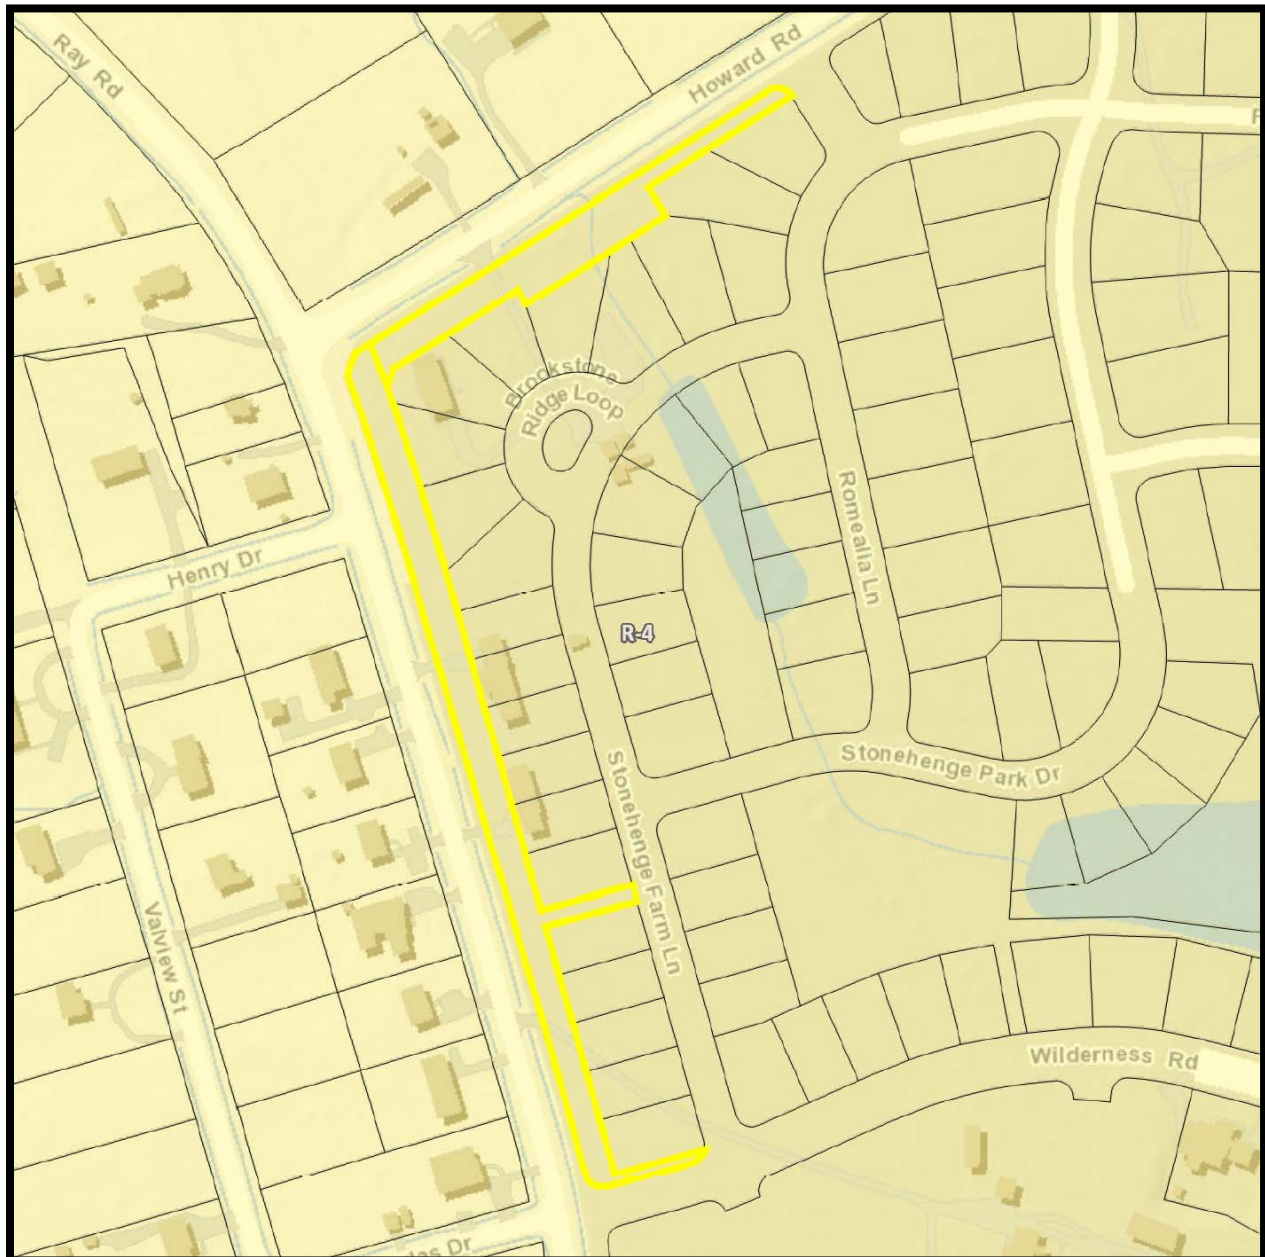 Ray Rd
Howard Rd
Brookstone
Ridge Loop
Romealia Ln
Henry Dr
R-4
Stonehenge Park Dr
Stonehenge Farm Ln
Valview St
Wilderness Rd
Dr